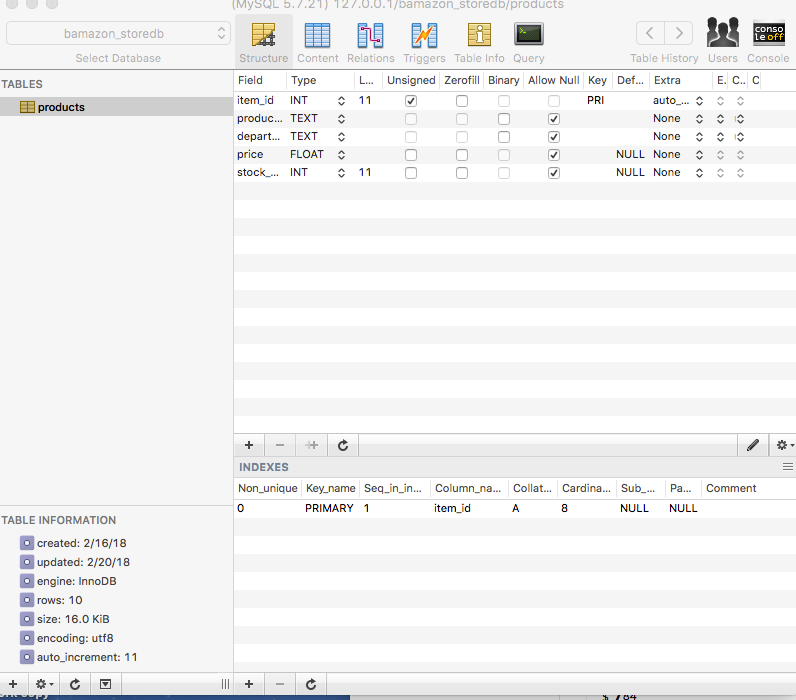 (MySQL 5.7.21) 127.0.0.1/bamazon_storedb/products
bamazon_storedb
Select Database
Structure Content Relations Triggers Table Info Query
Table History Users Console
conso
le off
TABLES
products
Field Type L... Unsigned Zerofill Binary Allow Null Key Def... Extra E. C.. C
item_id INT 11 PRI auto_...
produc... TEXT None
depart... TEXT None
price FLOAT NULL None
stock_... INT 11 NULL None
INDEXES
Non_unique Key_name Seq_in_in... Column_na... Collat... Cardina... Sub_... Pa... Comment
0 PRIMARY 1 item_id A 8 NULL NULL
TABLE INFORMATION
created: 2/16/18
updated: 2/20/18
engine: InnoDB
rows: 10
size: 16.0 KiB
encoding: utf8
auto_increment: 11